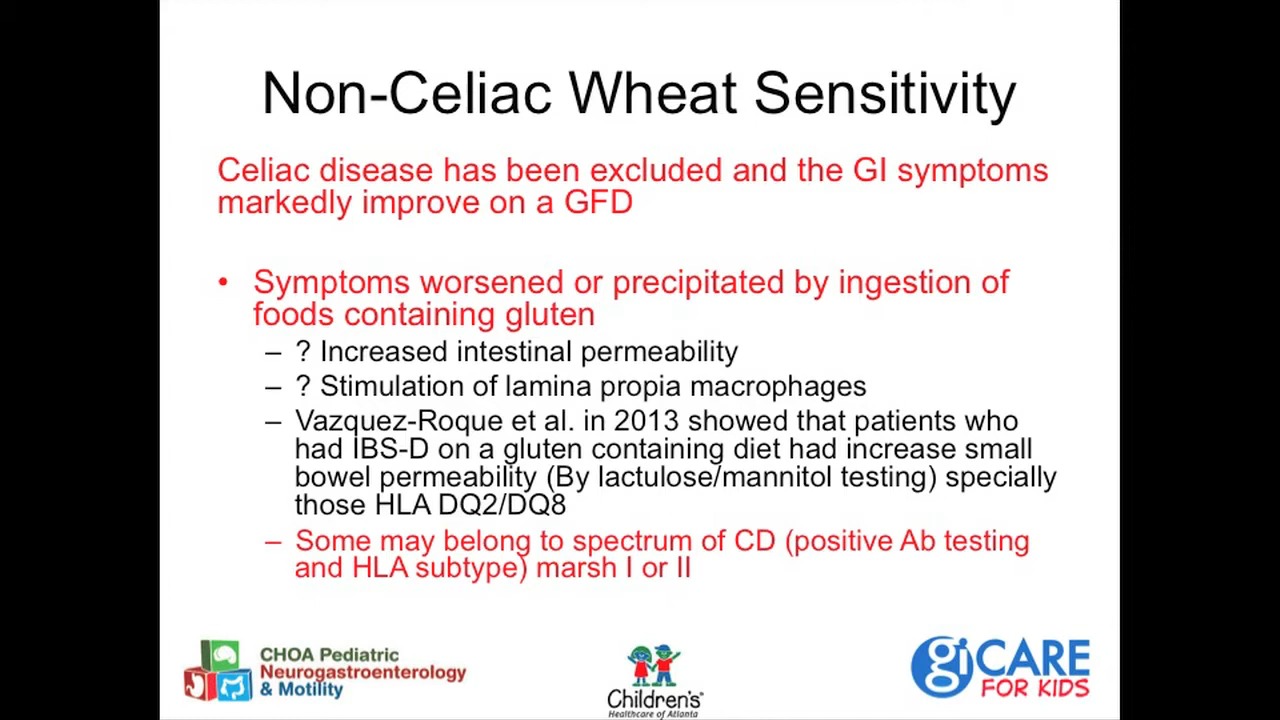 Non-Celiac Wheat Sensitivity
Celiac disease has been excluded and the GI symptoms
markedly improve on a GFD
• Symptoms worsened or precipitated by ingestion of
foods containing gluten
– ? Increased intestinal permeability
– ? Stimulation of lamina propia macrophages
– Vazquez-Roque et al. in 2013 showed that patients who
had IBS-D on a gluten containing diet had increase small
bowel permeability (By lactulose/mannitol testing) specially
those HLA DQ2/DQ8
– Some may belong to spectrum of CD (positive Ab testing
and HLA subtype) marsh I or II
CHOA Pediatric
Neurogastroenterology
& Motility
Children's
Healthcare of Atlanta
gi CARE
FOR KIDS